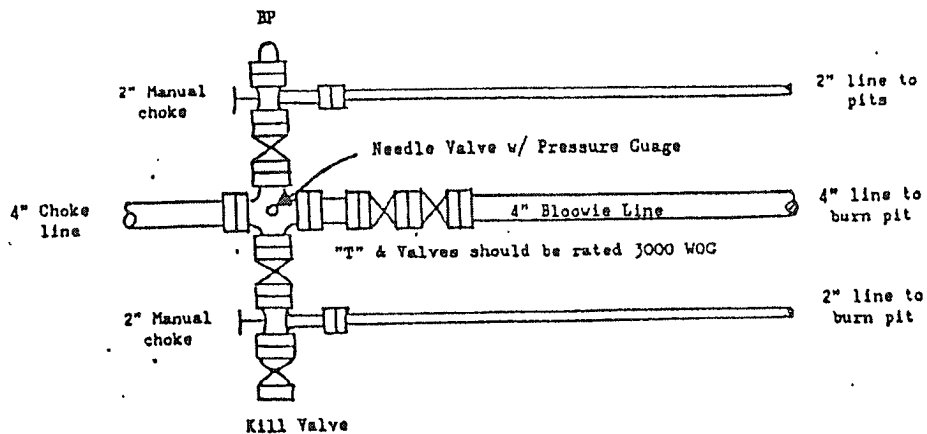 BP
2" Manual
choke
2" line to
pits
Needle Valve w/ Pressure Guage
4" Choke
line
4" Bloowie Line
4" line to
burn pit
"T" & Valves should be rated 3000 WOG
2" Manual
choke
2" line to
burn pit
Kill Valve